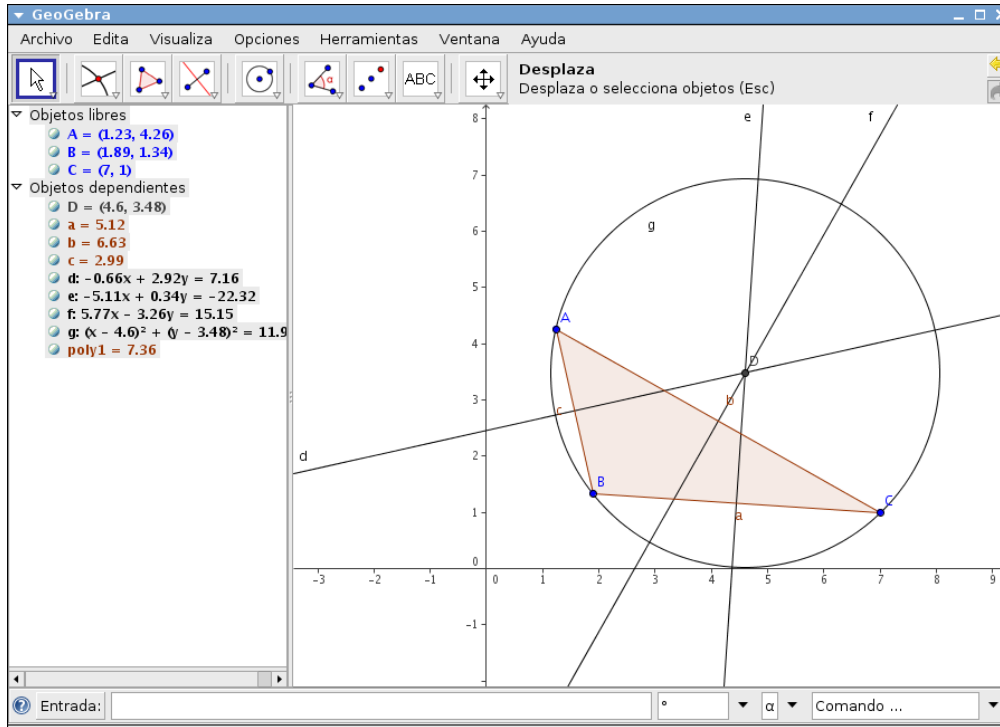 GeoGebra
Archivo Edita Visualiza Opciones Herramientas Ventana Ayuda
ABC
Desplaza
Desplaza o selecciona objetos (Esc)
Objetos libres
A = (1.23, 4.26)
B = (1.89, 1.34)
C = (7, 1)
Objetos dependientes
D = (4.6, 3.48)
a = 5.12
b = 6.63
c = 2.99
d: -0.66x + 2.92y = 7.16
e: -5.11x + 0.34y = -22.32
f: 5.77x - 3.26y = 15.15
g: (x - 4.6)² + (y - 3.48)² = 11.9
poly1 = 7.36
e f
8
7
g
6
5
A
4
D
3
b
c
2
d
B
C
1
a
0
-3 -2 -1 0 1 2 3 4 5 6 7 8 9
-1
Entrada: ° α Comando ...